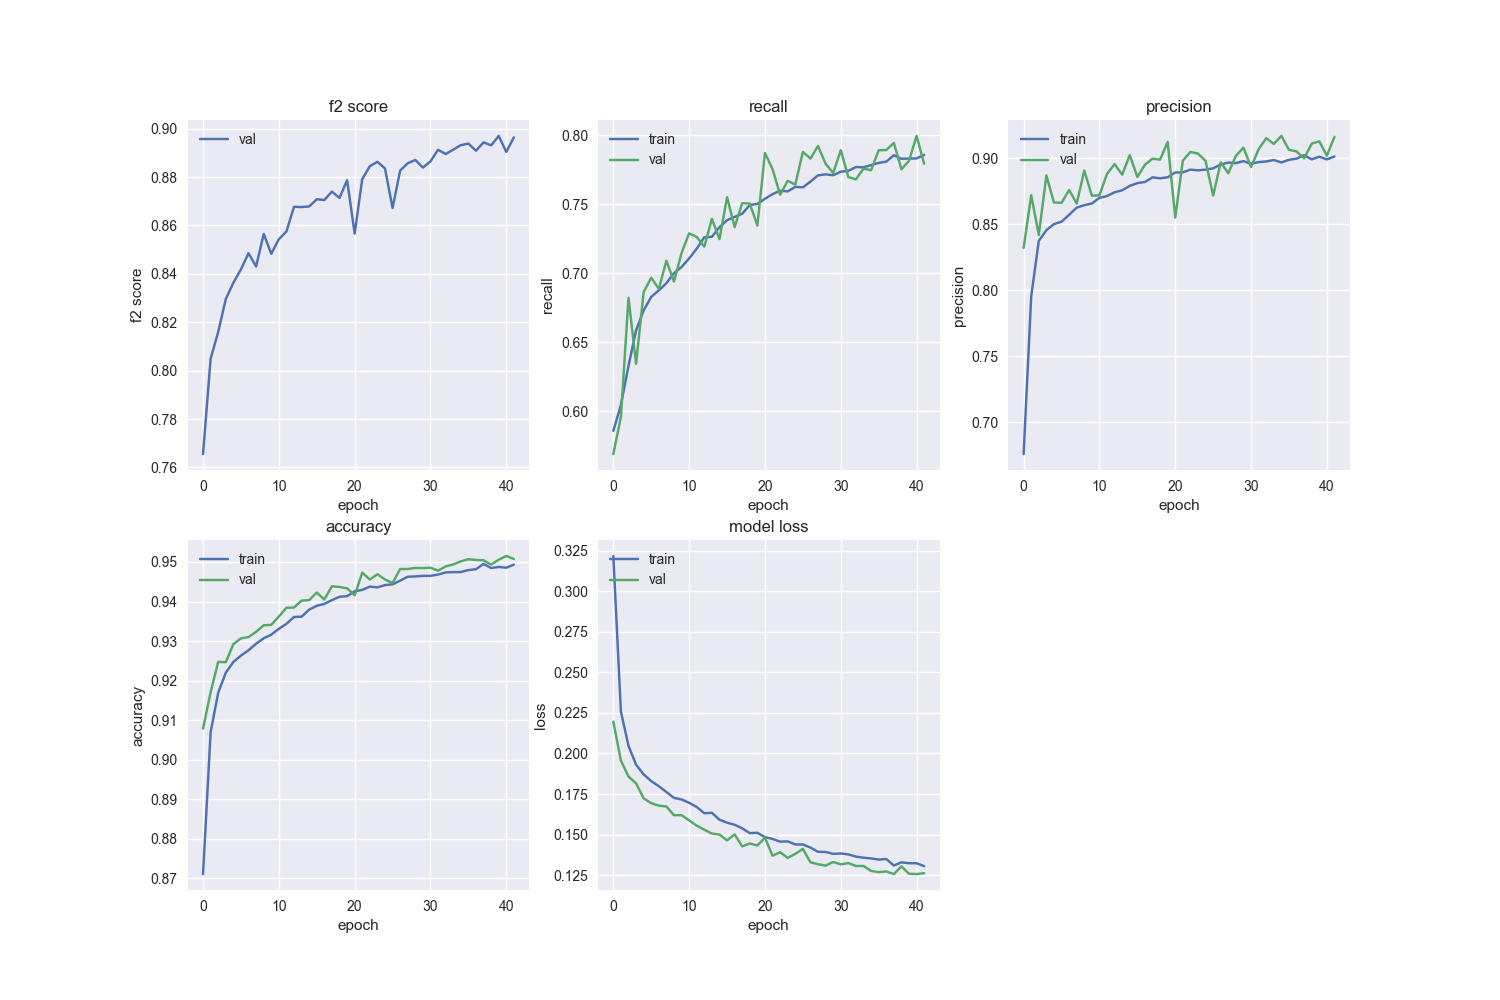 f2 score
val
0.90
0.88
0.86
0.84
0.82
0.80
0.78
0.76
f2 score
0 10 20 30 40
epoch
recall
train
val
0.80
0.75
0.70
0.65
0.60
recall
0 10 20 30 40
epoch
precision
train
val
0.90
0.85
0.80
0.75
0.70
precision
0 10 20 30 40
epoch
accuracy
train
val
0.95
0.94
0.93
0.92
0.91
0.90
0.89
0.88
0.87
accuracy
0 10 20 30 40
epoch
model loss
train
val
0.325
0.300
0.275
0.250
0.225
0.200
0.175
0.150
0.125
loss
0 10 20 30 40
epoch